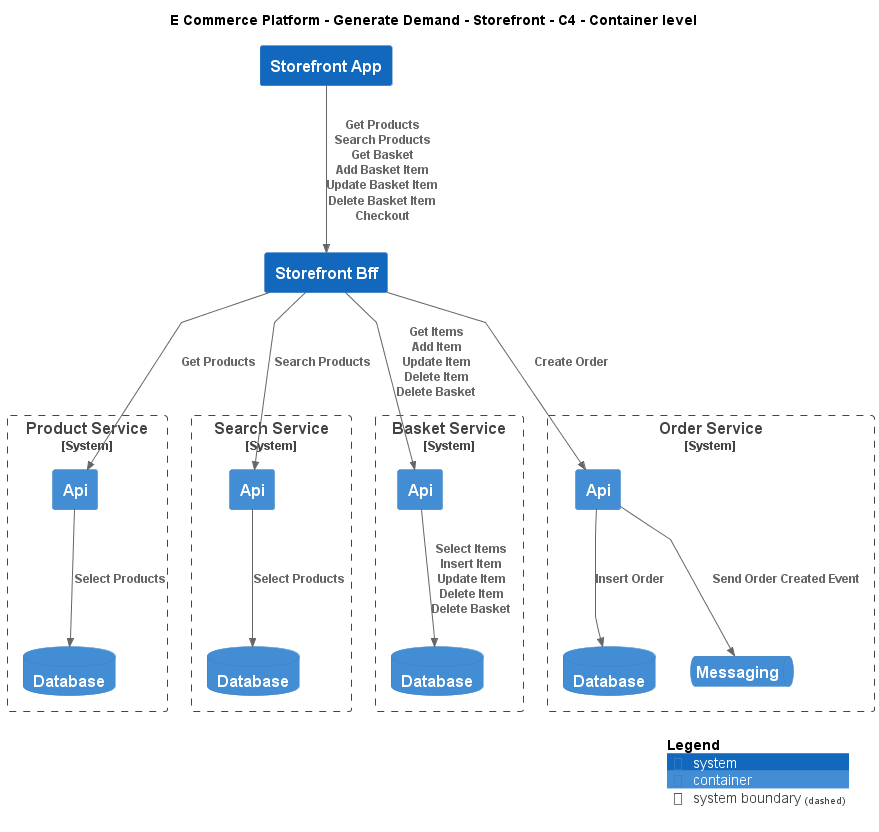 E Commerce Platform - Generate Demand - Storefront - C4 - Container level
Storefront App
Get Products
Search Products
Get Basket
Add Basket Item
Update Basket Item
Delete Basket Item
Checkout
Storefront Bff
Get Products
Search Products
Get Items
Add Item
Update Item
Delete Item
Delete Basket
Create Order
Product Service
[System]
Api
Select Products
Database
Search Service
[System]
Api
Select Products
Database
Basket Service
[System]
Api
Select Items
Insert Item
Update Item
Delete Item
Delete Basket
Database
Order Service
[System]
Api
Insert Order
Send Order Created Event
Database
Messaging
Legend
system
container
system boundary (dashed)